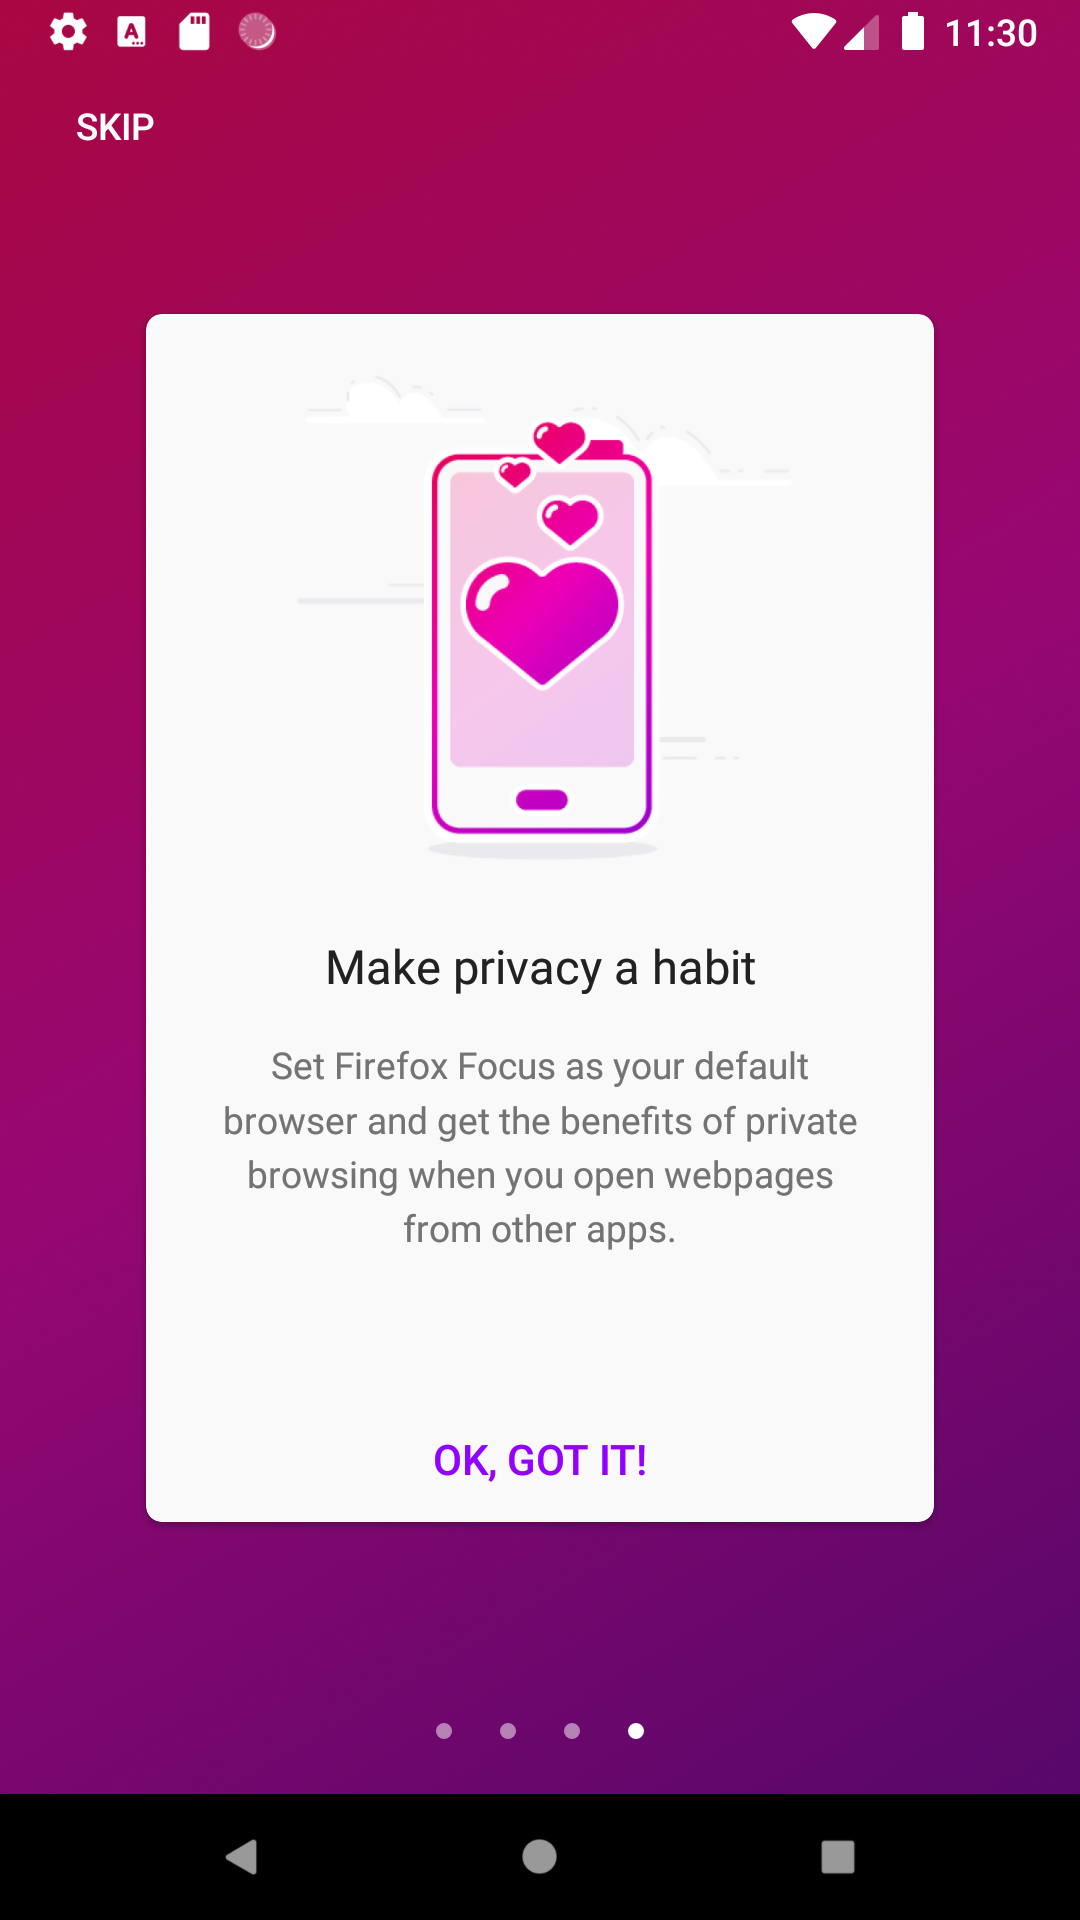 11:30
SKIP
Make privacy a habit
Set Firefox Focus as your default
browser and get the benefits of private
browsing when you open webpages
from other apps.
OK, GOT IT!